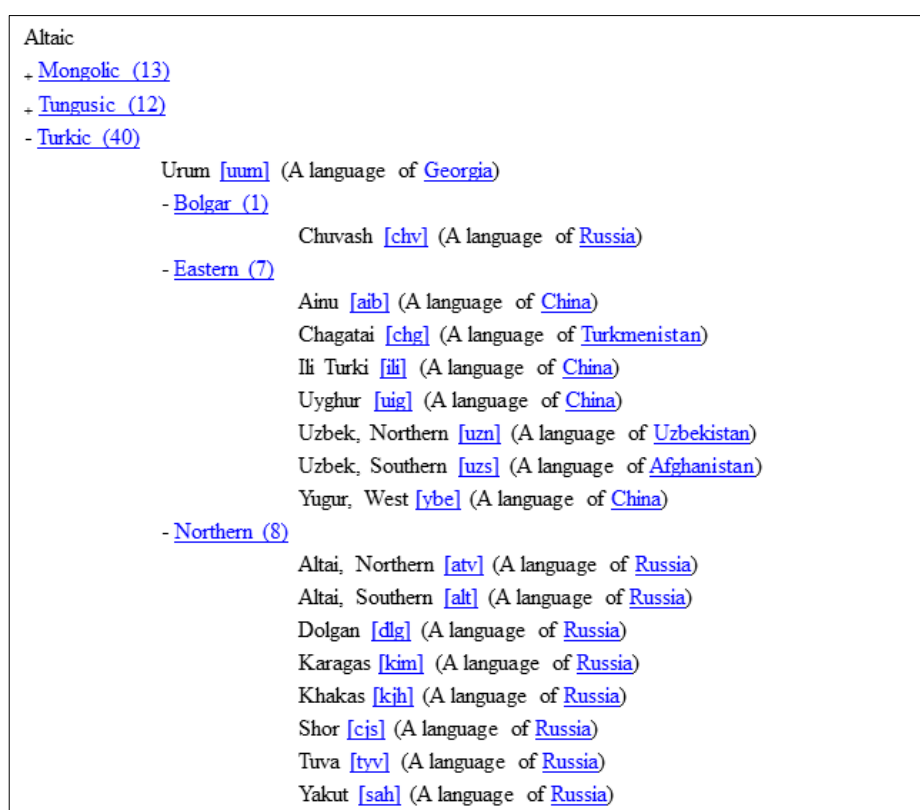 Altaic
+ Mongolic (13)
+ Tungusic (12)
- Turkic (40)
Urum [uum] (A language of Georgia)
- Bolgar (1)
Chuvash [chv] (A language of Russia)
- Eastern (7)
Ainu [aib] (A language of China)
Chagatai [chg] (A language of Turkmenistan)
Ili Turki [ili] (A language of China)
Uyghur [uig] (A language of China)
Uzbek, Northern [uzn] (A language of Uzbekistan)
Uzbek, Southern [uzs] (A language of Afghanistan)
Yugur, West [ybe] (A language of China)
- Northern (8)
Altai, Northern [atv] (A language of Russia)
Altai, Southern [alt] (A language of Russia)
Dolgan [dlg] (A language of Russia)
Karagas [kim] (A language of Russia)
Khakas [kjh] (A language of Russia)
Shor [cjs] (A language of Russia)
Tuva [tyv] (A language of Russia)
Yakut [sah] (A language of Russia)